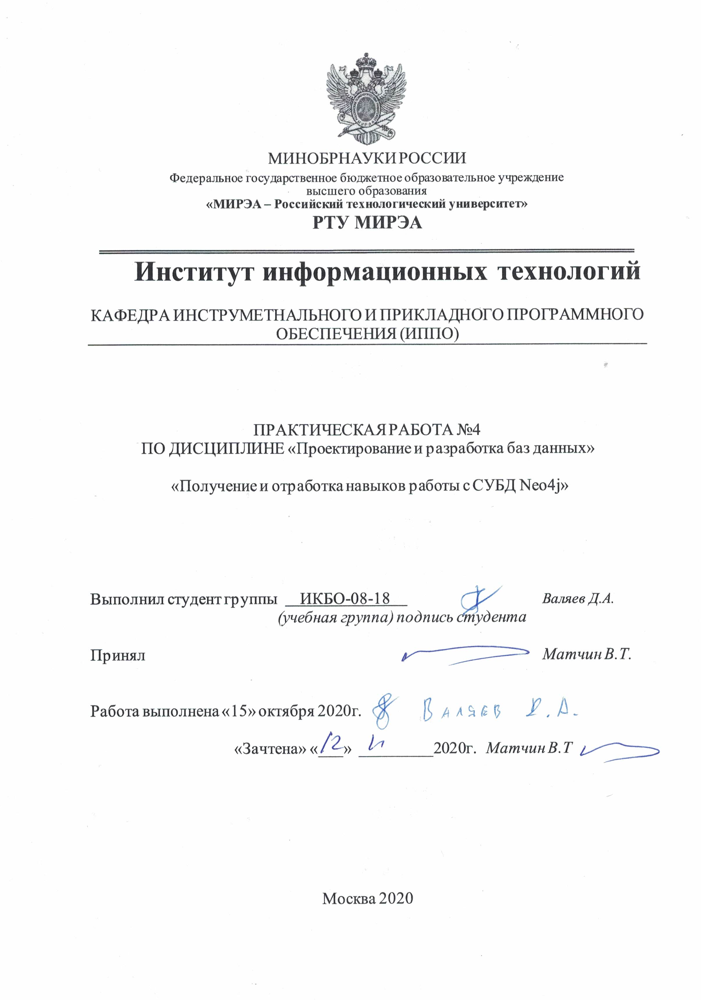 МИНОБРНАУКИ РОССИИ
Федеральное государственное бюджетное образовательное учреждение
высшего образования
«МИРЭА – Российский технологический университет»
РТУ МИРЭА
Институт информационных технологий
КАФЕДРА ИНСТРУМЕТНАЛЬНОГО И ПРИКЛАДНОГО ПРОГРАММНОГО
ОБЕСПЕЧЕНИЯ (ИППО)
ПРАКТИЧЕСКАЯ РАБОТА №4
ПО ДИСЦИПЛИНЕ «Проектирование и разработка баз данных»
«Получение и отработка навыков работы с СУБД Neo4j»
Выполнил студент группы ИКБО-08-18 Валяев Д.А.
(учебная группа) подпись студента
Принял Матчин В.Т.
Работа выполнена «15» октября 2020г. Валяев Д.А.
«Зачтена» «12» 2020г. Матчин В.Т
Москва 2020